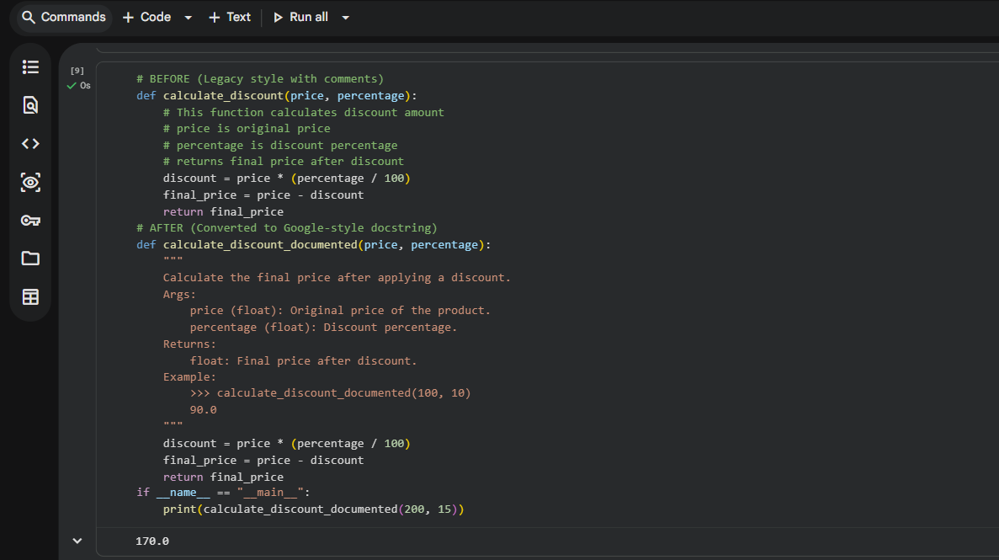 Commands + Code + Text Run all
[9]
0s
# BEFORE (Legacy style with comments)
def calculate_discount(price, percentage):
    # This function calculates discount amount
    # price is original price
    # percentage is discount percentage
    # returns final price after discount
    discount = price * (percentage / 100)
    final_price = price - discount
    return final_price
# AFTER (Converted to Google-style docstring)
def calculate_discount_documented(price, percentage):
    """
    Calculate the final price after applying a discount.
    Args:
        price (float): Original price of the product.
        percentage (float): Discount percentage.
    Returns:
        float: Final price after discount.
    Example:
        >>> calculate_discount_documented(100, 10)
        90.0
    """
    discount = price * (percentage / 100)
    final_price = price - discount
    return final_price
if __name__ == "__main__":
    print(calculate_discount_documented(200, 15))
170.0